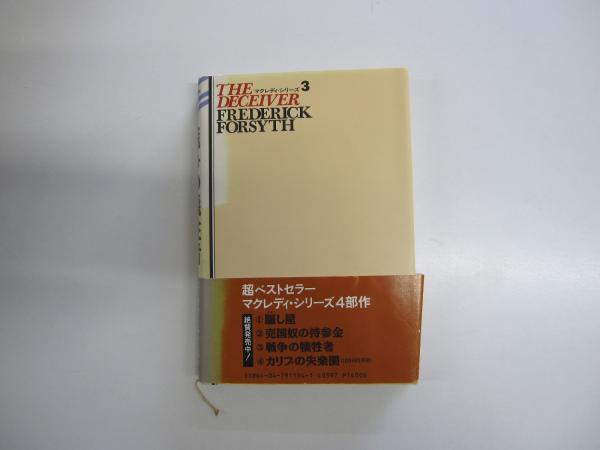 THE マクレディ・シリーズ3
DECEIVER
FREDERICK
FORSYTH
超ベストセラー
マクレディ・シリーズ4部作
絶賛発売中!
①騙し屋
②売国奴の持参金
③戦争の犠牲者
④カリブの失楽園